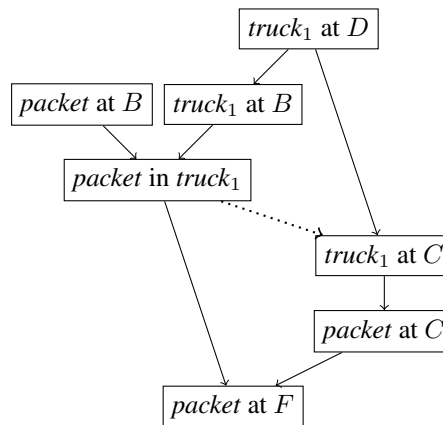 truck₁ at D
packet at B
truck₁ at B
packet in truck₁
truck₁ at C
packet at C
packet at F